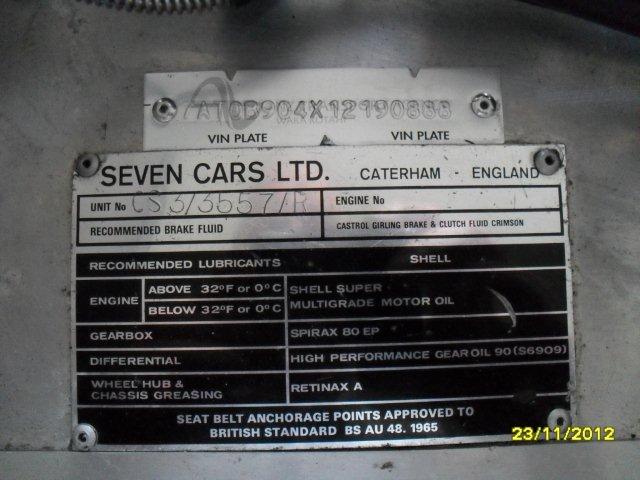 AT0B904X12190888
VIN PLATE VIN PLATE
SEVEN CARS LTD. CATERHAM - ENGLAND
UNIT No CS3/3557/R ENGINE No
RECOMMENDED BRAKE FLUID CASTROL GIRLING BRAKE & CLUTCH FLUID CRIMSON
RECOMMENDED LUBRICANTS SHELL
ENGINE ABOVE 32°F or 0°C SHELL SUPER
BELOW 32°F or 0°C MULTIGRADE MOTOR OIL
GEARBOX SPIRAX 80 EP
DIFFERENTIAL HIGH PERFORMANCE GEAR OIL 90 (S6909)
WHEEL HUB & RETINAX A
CHASSIS GREASING
SEAT BELT ANCHORAGE POINTS APPROVED TO
BRITISH STANDARD BS AU 48. 1965
23/11/2012